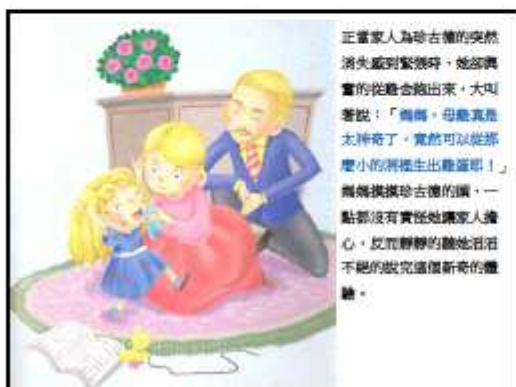 正當家人為珍古德的突然
消失感到緊張時，她卻興
奮的從雞舍跑出來，大叫
著說：「媽媽，母雞真是
太神奇了，竟然可以從那
麼小的洞裡生出雞蛋耶！」
媽媽摸摸珍古德的頭，一
點都沒有責怪她讓家人擔
心，反而靜靜的聽她滔滔
不絕的說完這個新奇的體
驗。